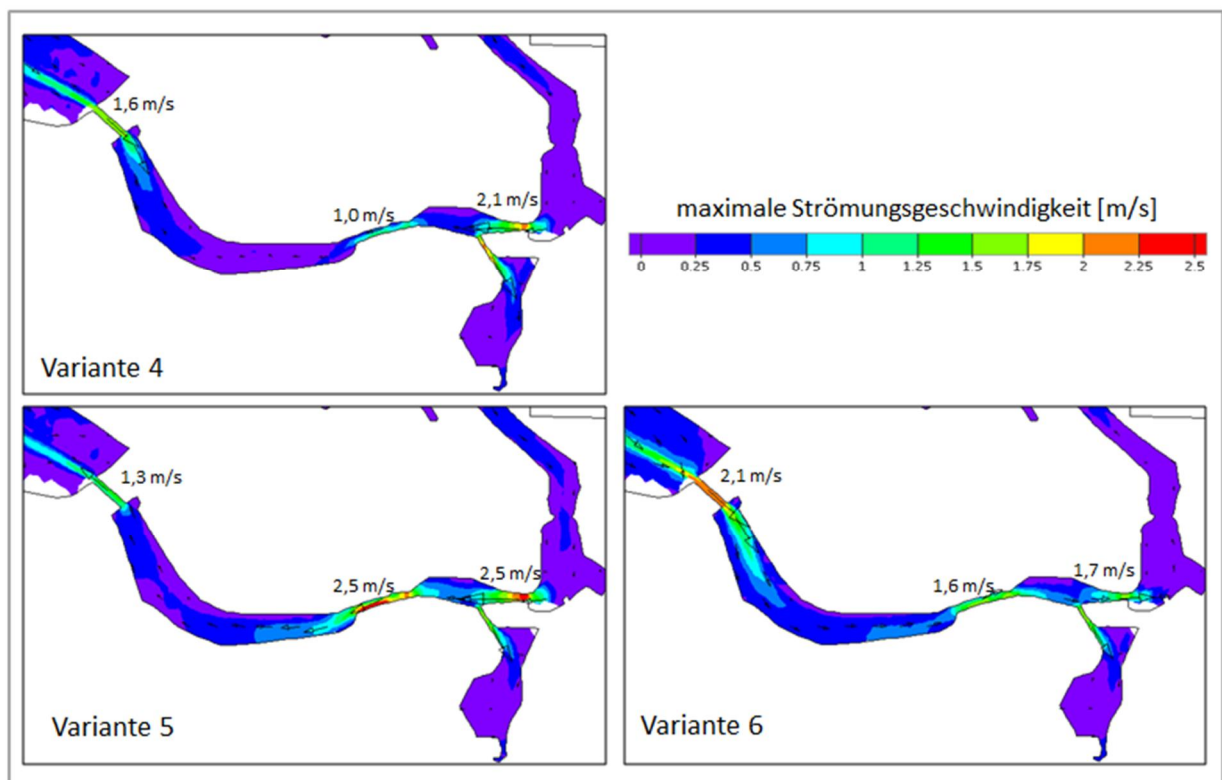 1,6 m/s
2,1 m/s
1,0 m/s
Variante 4
maximale Strömungsgeschwindigkeit [m/s]
0 0.25 0.5 0.75 1 1.25 1.5 1.75 2 2.25 2.5
1,3 m/s
2,5 m/s 2,5 m/s
Variante 5
2,1 m/s
1,7 m/s
1,6 m/s
Variante 6